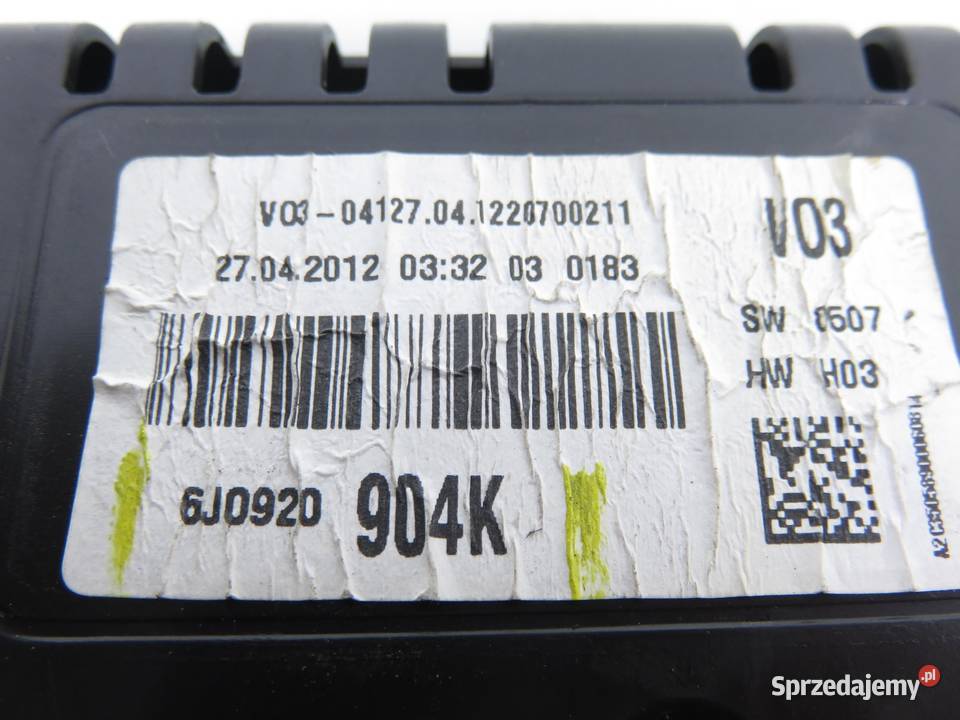 V03-04127.04.1220700211
27.04.2012 03:32 03 0183
V03
SW 8507
HW H03
6J0920 904K
Sprzedajemy.pl